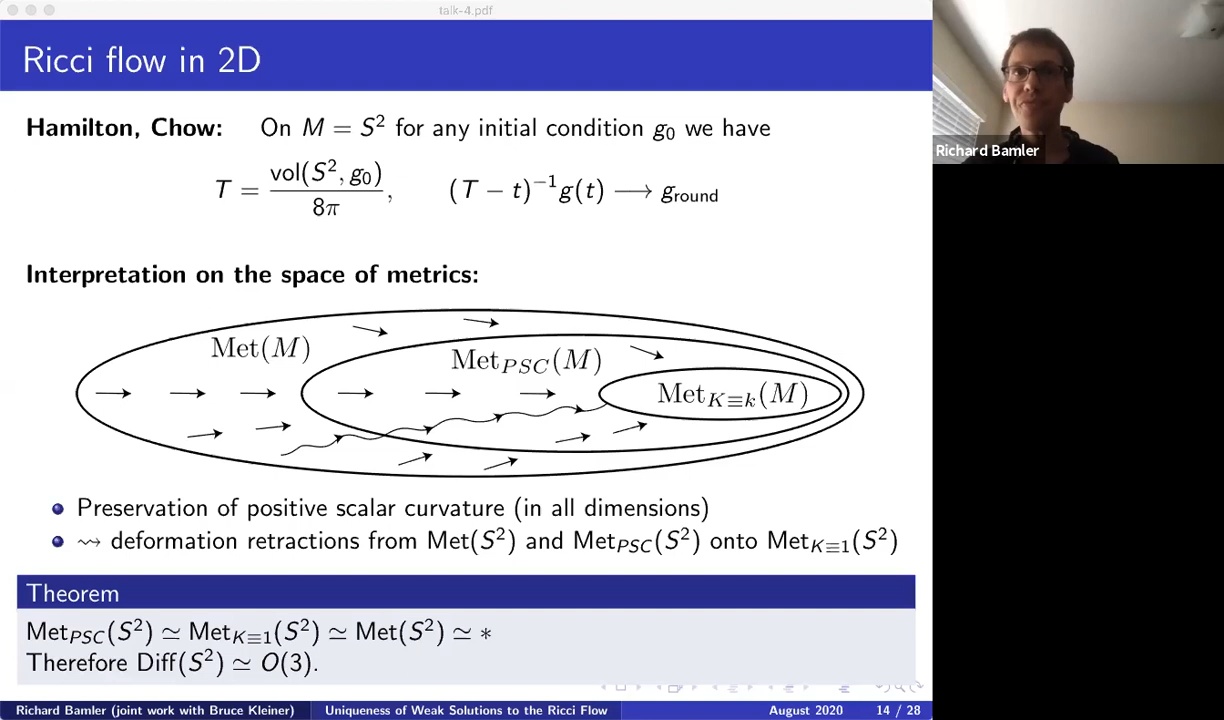 talk-4.pdf
Ricci flow in 2D
Richard Bamler
Hamilton, Chow: On M = S² for any initial condition g₀ we have
T = vol(S², g₀) / 8π, (T − t)⁻¹g(t) ⟶ g_round
Interpretation on the space of metrics:
Met(M)
Met_PSC(M)
Met_{K≡k}(M)
Preservation of positive scalar curvature (in all dimensions)
⇝ deformation retractions from Met(S²) and Met_PSC(S²) onto Met_{K≡1}(S²)
Theorem
Met_PSC(S²) ≃ Met_{K≡1}(S²) ≃ Met(S²) ≃ *
Therefore Diff(S²) ≃ O(3).
Richard Bamler (joint work with Bruce Kleiner) Uniqueness of Weak Solutions to the Ricci Flow August 2020 14 / 28